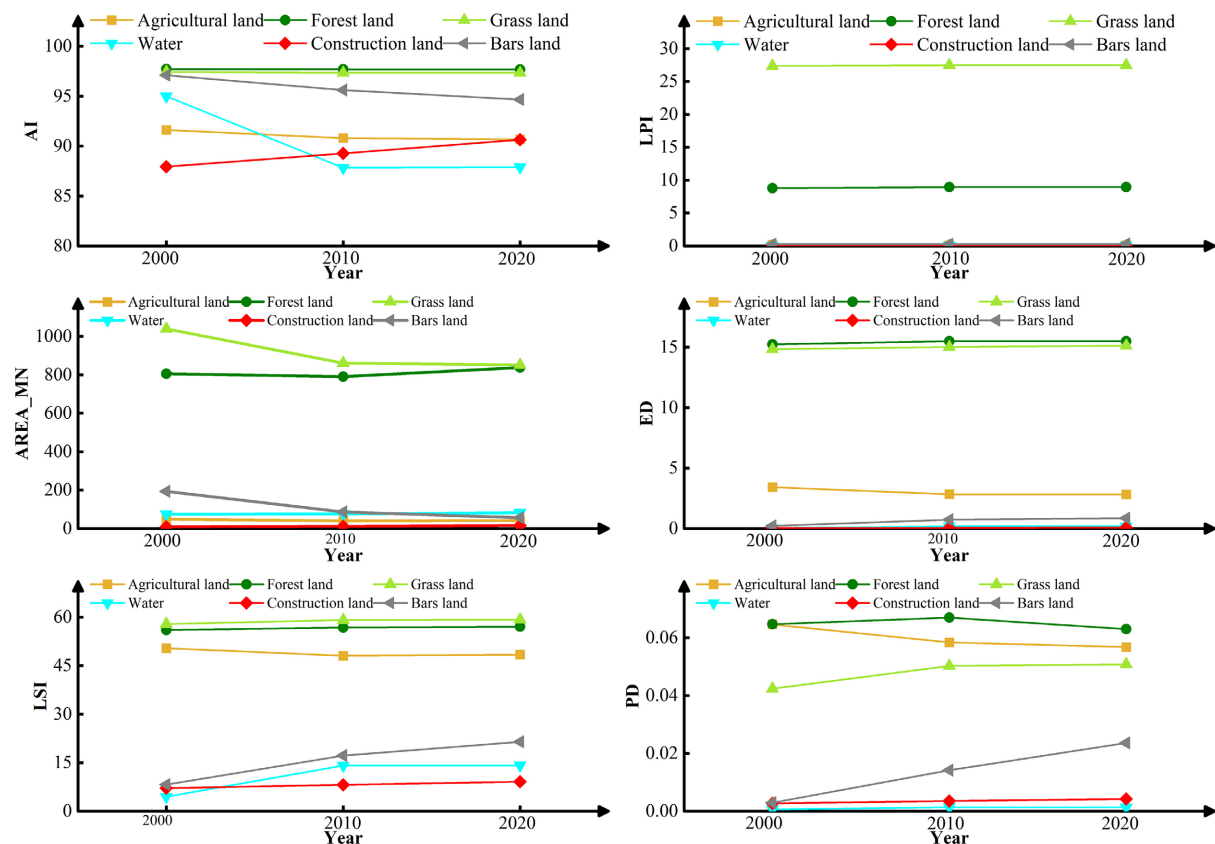 Agricultural land Forest land Grass land
Water Construction land Bars land
100
95
90
85
80
AI
2000 2010 2020
Year
Agricultural land Forest land Grass land
Water Construction land Bars land
35
30
25
20
15
10
5
0
LPI
2000 2010 2020
Year
Agricultural land Forest land Grass land
Water Construction land Bars land
1000
800
600
400
200
0
AREA_MN
2000 2010 2020
Year
Agricultural land Forest land Grass land
Water Construction land Bars land
15
10
5
0
ED
2000 2010 2020
Year
Agricultural land Forest land Grass land
Water Construction land Bars land
60
45
30
15
0
LSI
2000 2010 2020
Year
Agricultural land Forest land Grass land
Water Construction land Bars land
0.06
0.04
0.02
0.00
PD
2000 2010 2020
Year